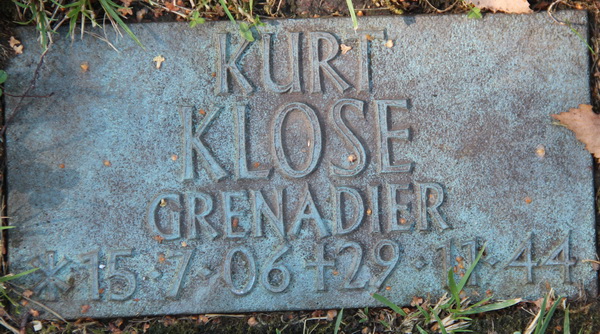 KURT
KLOSE
GRENADIER
* 15·7·06 + 29·11·44